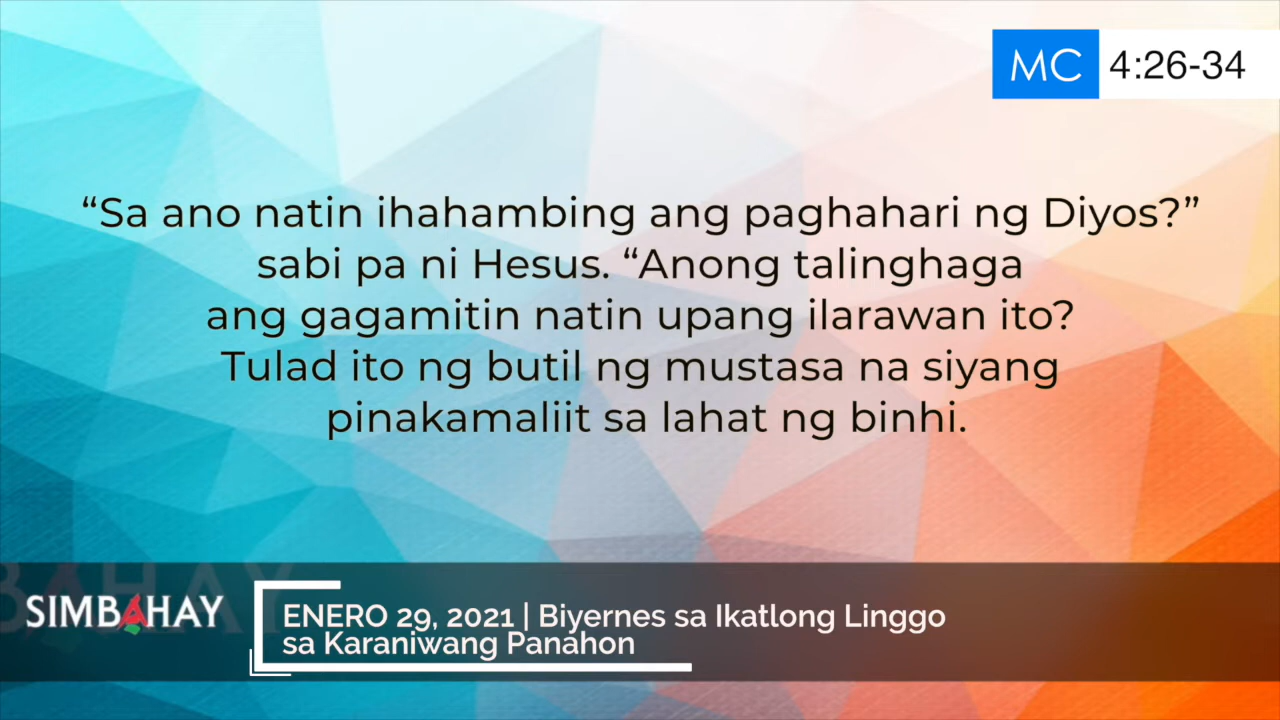 MC 4:26-34
“Sa ano natin ihahambing ang paghahari ng Diyos?”
sabi pa ni Hesus. “Anong talinghaga
ang gagamitin natin upang ilarawan ito?
Tulad ito ng butil ng mustasa na siyang
pinakamaliit sa lahat ng binhi.
SIMBAHAY
ENERO 29, 2021 | Biyernes sa Ikatlong Linggo
sa Karaniwang Panahon